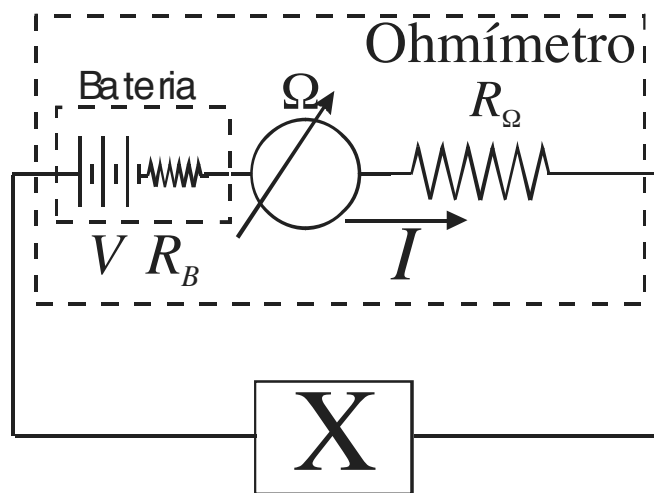 Ohmímetro
Bateria
Ω
R_Ω
V R_B
I
X